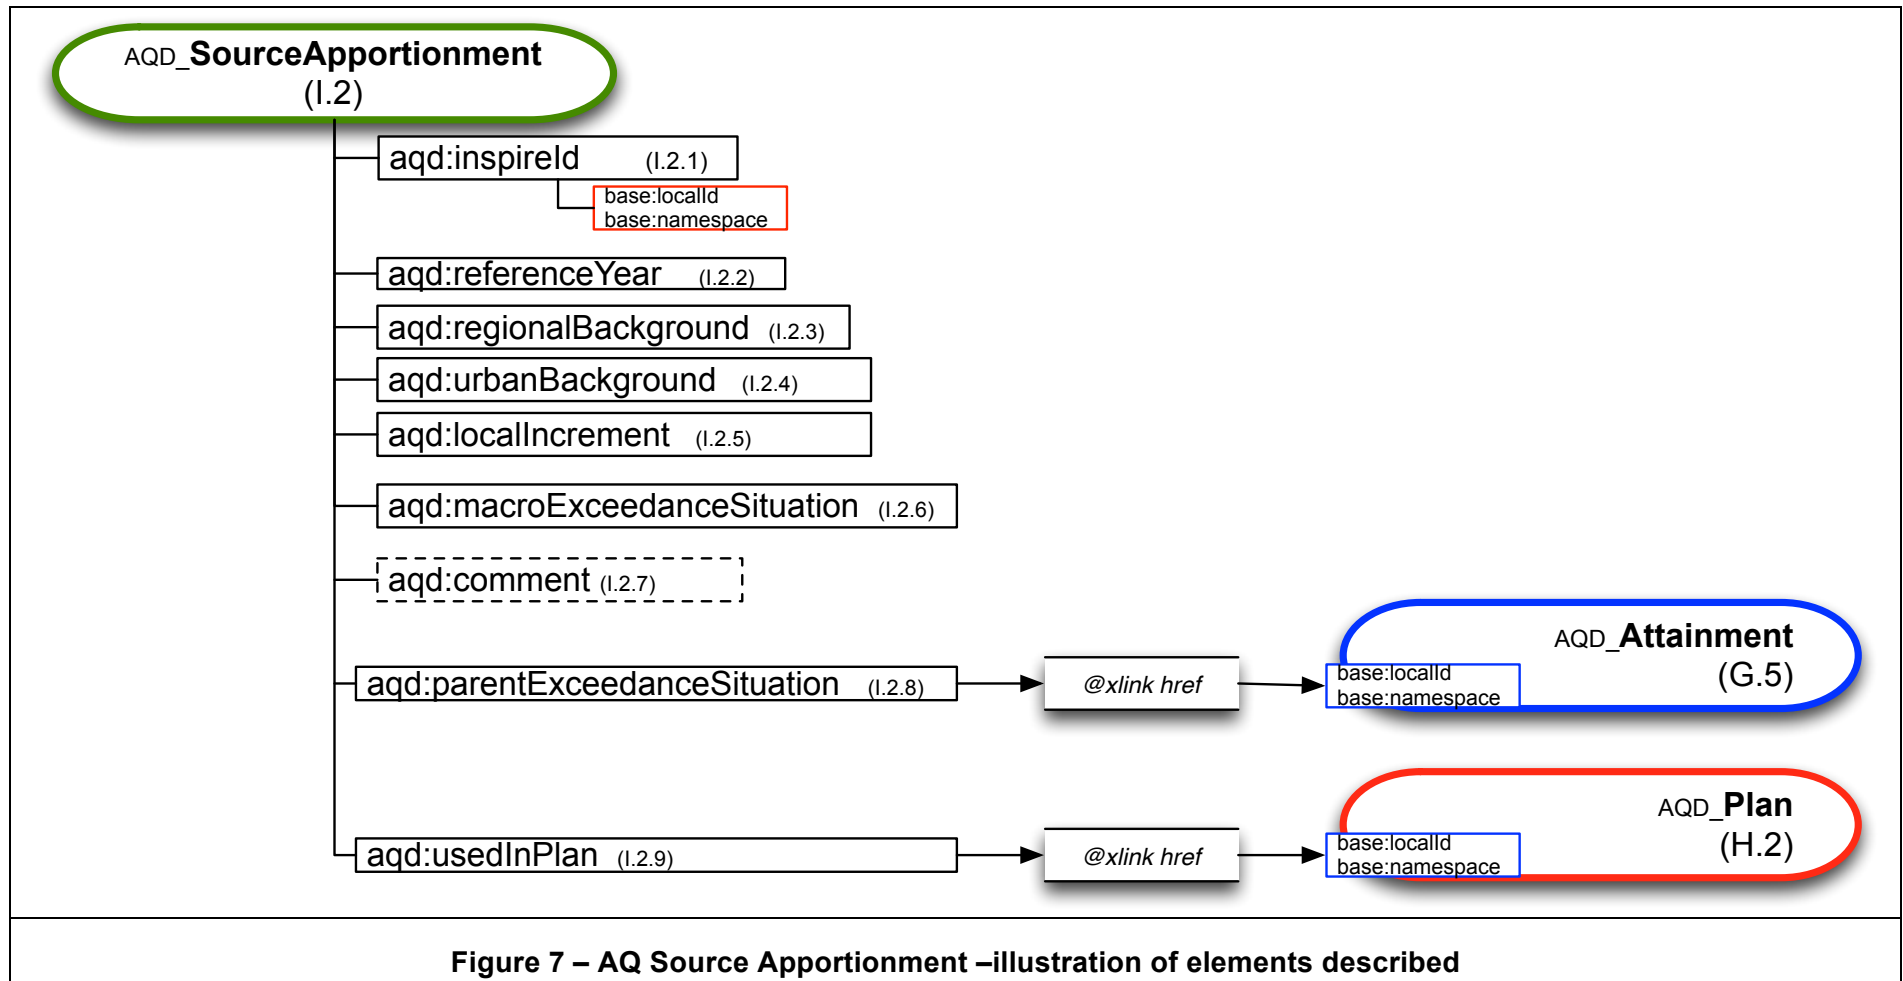 AQD_SourceApportionment
(I.2)
aqd:inspireId (I.2.1)
base:localId
base:namespace
aqd:referenceYear (I.2.2)
aqd:regionalBackground (I.2.3)
aqd:urbanBackground (I.2.4)
aqd:localIncrement (I.2.5)
aqd:macroExceedanceSituation (I.2.6)
aqd:comment (I.2.7)
aqd:parentExceedanceSituation (I.2.8)
@xlink href
AQD_Attainment
(G.5)
base:localId
base:namespace
aqd:usedInPlan (I.2.9)
@xlink href
AQD_Plan
(H.2)
base:localId
base:namespace
Figure 7 – AQ Source Apportionment –illustration of elements described